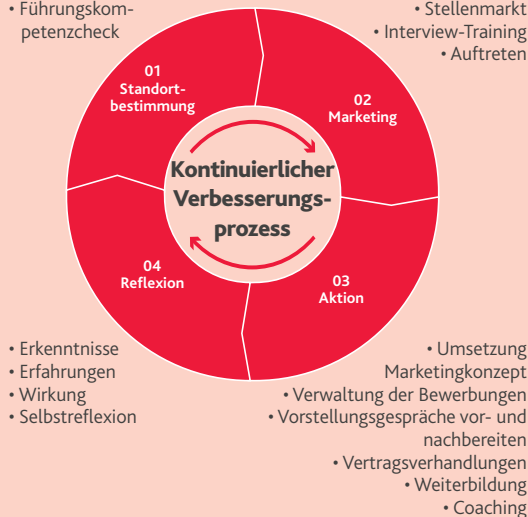 • Führungskom-
petenzcheck
• Stellenmarkt
• Interview-Training
• Auftreten
01
Standort-
bestimmung
02
Marketing
Kontinuierlicher
Verbesserungs-
prozess
04
Reflexion
03
Aktion
• Erkenntnisse
• Erfahrungen
• Wirkung
• Selbstreflexion
• Umsetzung
Marketingkonzept
• Verwaltung der Bewerbungen
• Vorstellungsgespräche vor- und
nachbereiten
• Vertragsverhandlungen
• Weiterbildung
• Coaching